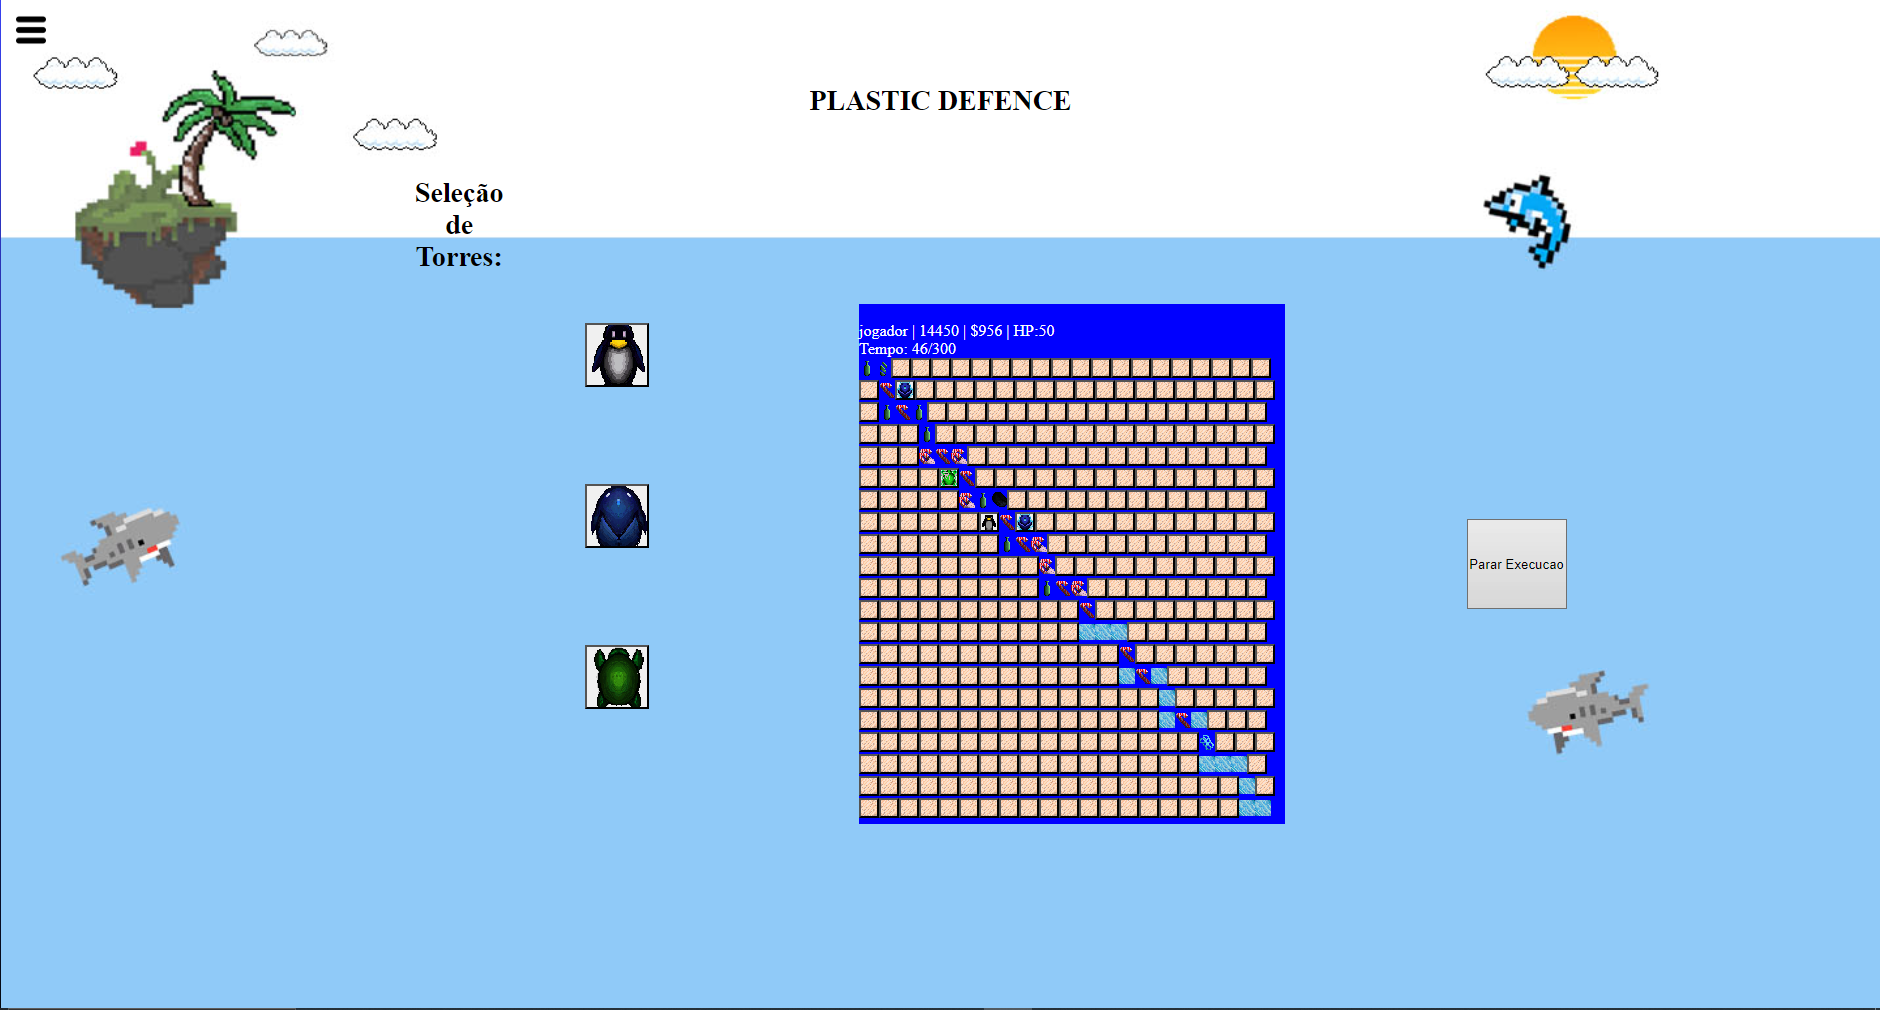 PLASTIC DEFENCE
Seleção
de
Torres:
jogador | 14450 | $956 | HP:50
Tempo: 46/300
Parar Execucao